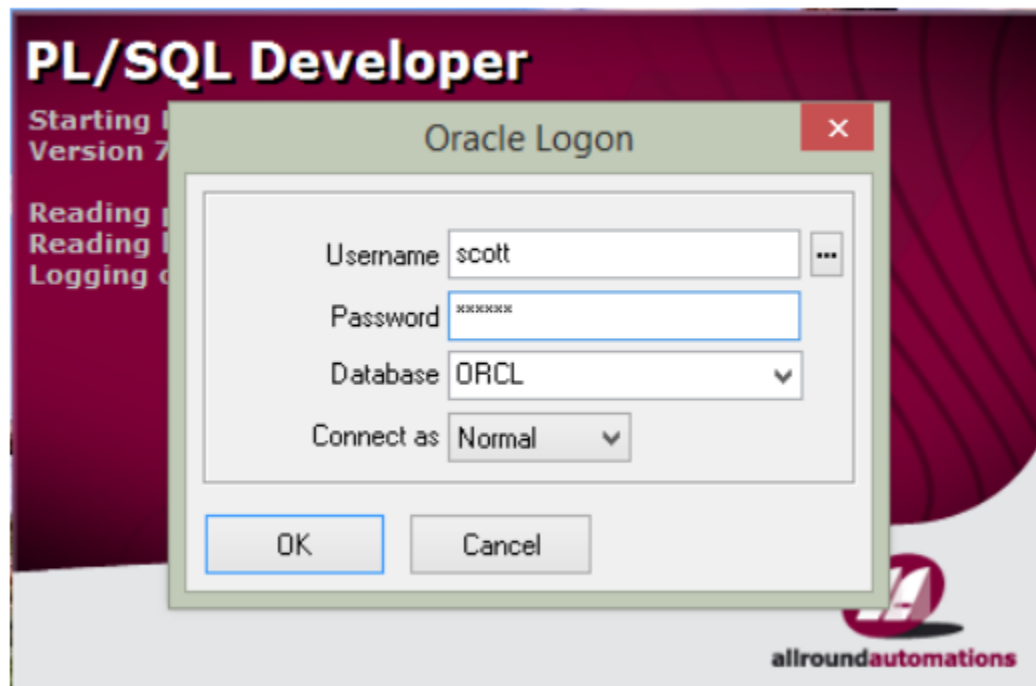 PL/SQL Developer
Starting
Version 7
Oracle Logon
Reading
Reading
Logging
Username scott ...
Password ******
Database ORCL
Connect as Normal
OK Cancel
allroundautomations